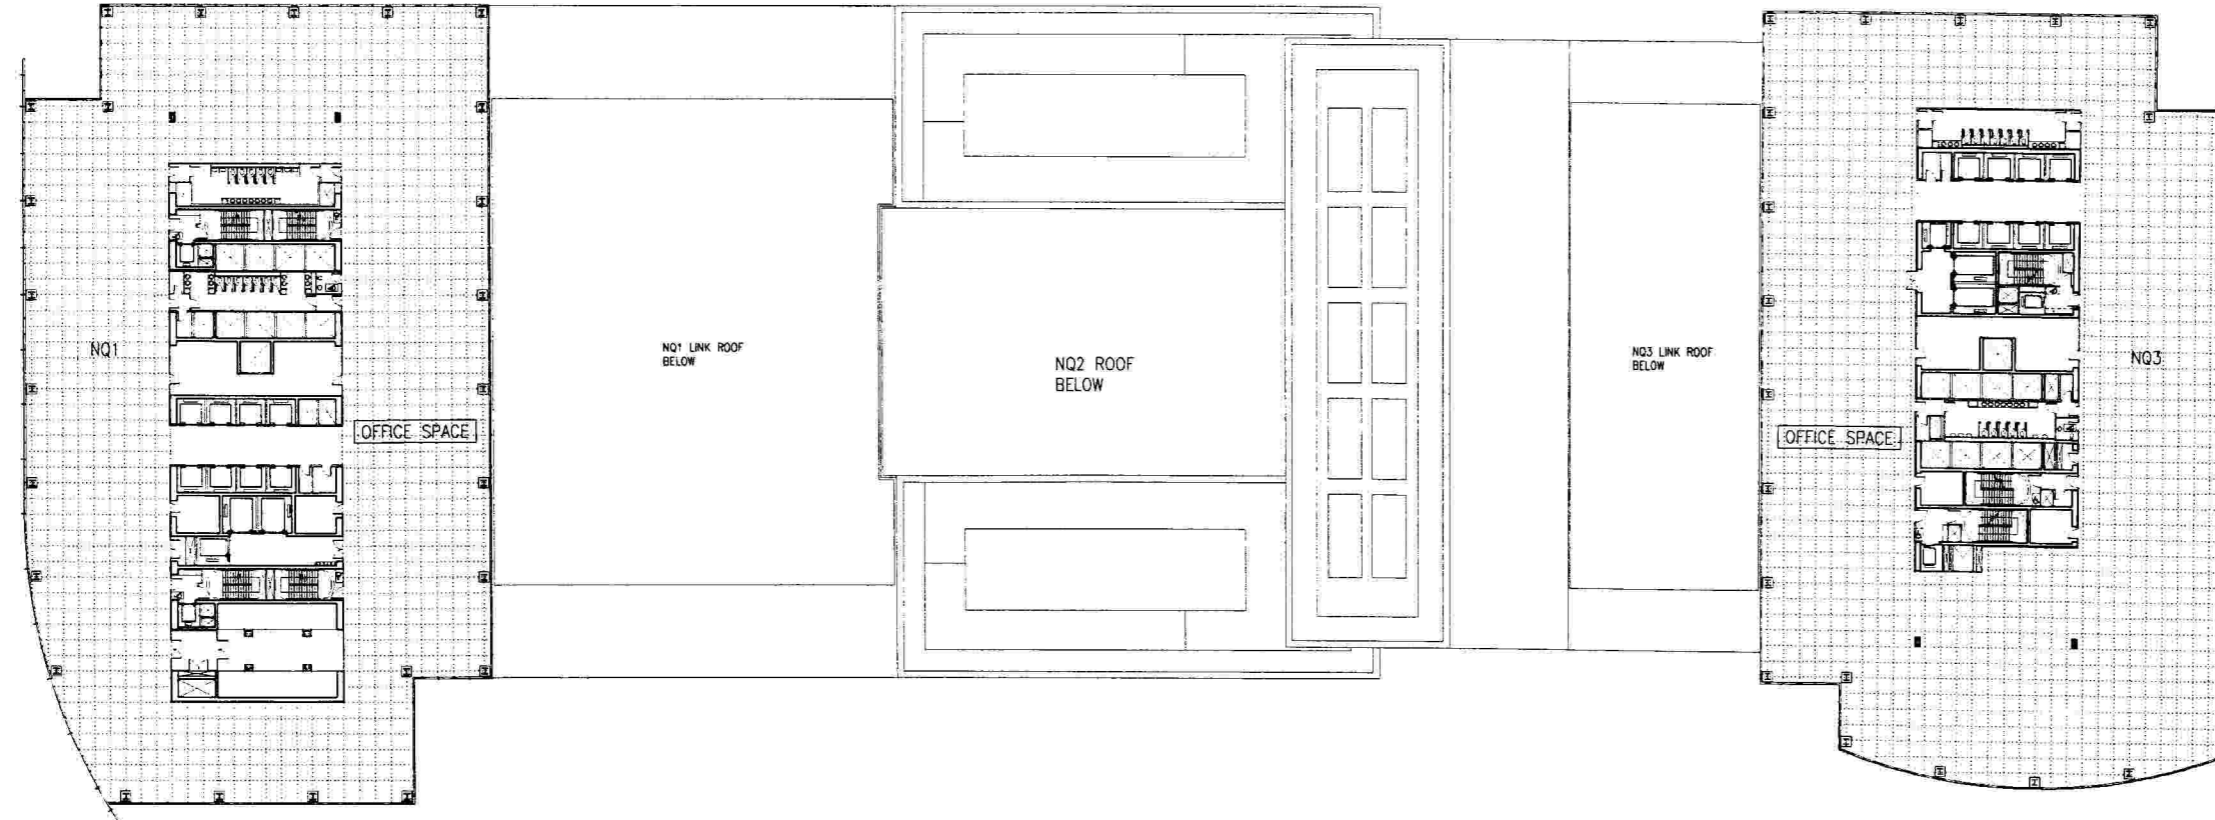 NQ1
OFFICE SPACE
NQ1 LINK ROOF
BELOW
NQ2 ROOF
BELOW
NQ3 LINK ROOF
BELOW
OFFICE SPACE
NQ3